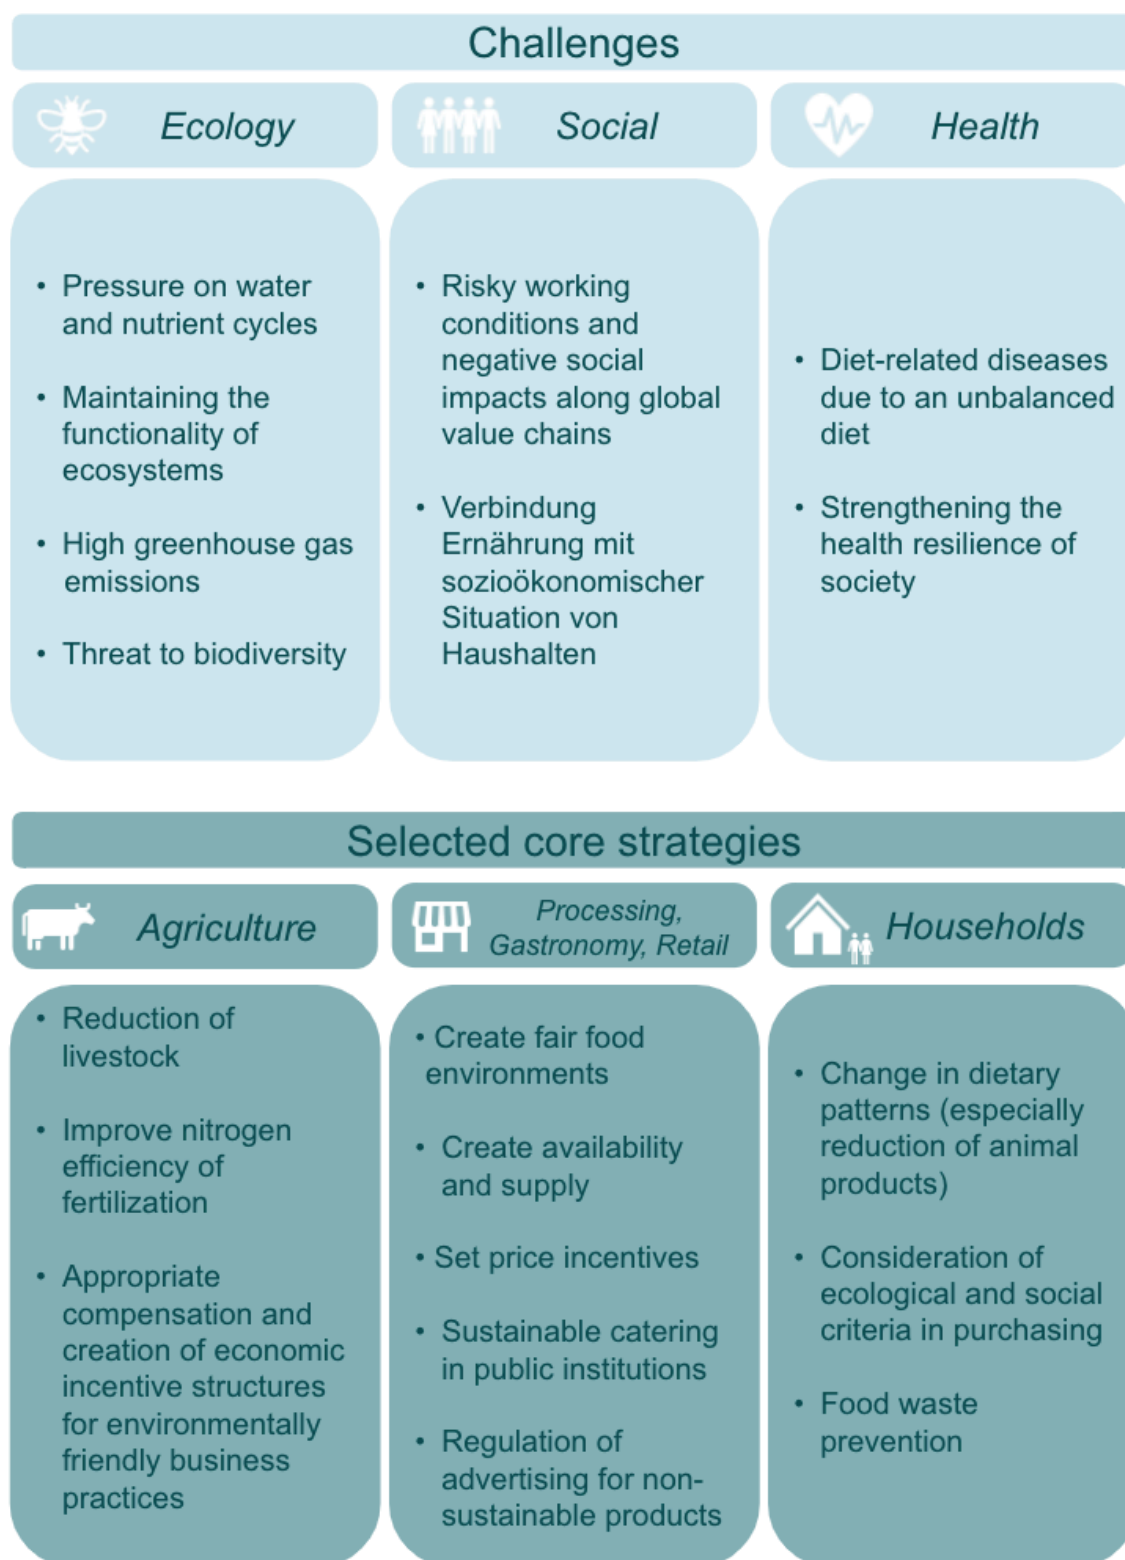 Challenges
Ecology
Social
Health
• Pressure on water
and nutrient cycles
• Maintaining the
functionality of
ecosystems
• High greenhouse gas
emissions
• Threat to biodiversity
• Risky working
conditions and
negative social
impacts along global
value chains
• Verbindung
Ernährung mit
sozioökonomischer
Situation von
Haushalten
• Diet-related diseases
due to an unbalanced
diet
• Strengthening the
health resilience of
society
Selected core strategies
Agriculture
Processing,
Gastronomy, Retail
Households
• Reduction of
livestock
• Improve nitrogen
efficiency of
fertilization
• Appropriate
compensation and
creation of economic
incentive structures
for environmentally
friendly business
practices
• Create fair food
environments
• Create availability
and supply
• Set price incentives
• Sustainable catering
in public institutions
• Regulation of
advertising for non-
sustainable products
• Change in dietary
patterns (especially
reduction of animal
products)
• Consideration of
ecological and social
criteria in purchasing
• Food waste
prevention